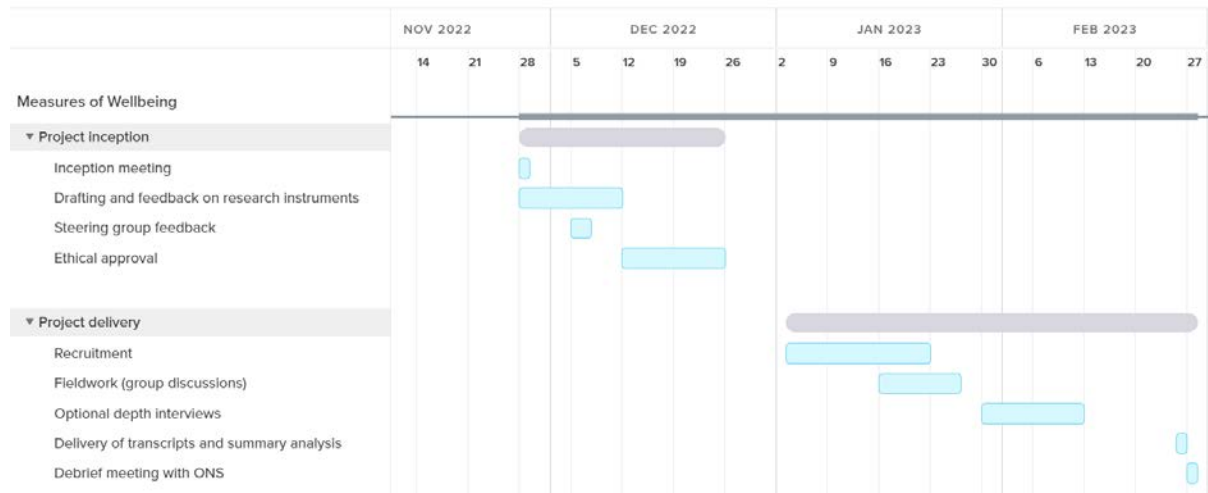 NOV 2022 DEC 2022 JAN 2023 FEB 2023
14 21 28 5 12 19 26 2 9 16 23 30 6 13 20 27
Measures of Wellbeing
▼ Project inception
Inception meeting
Drafting and feedback on research instruments
Steering group feedback
Ethical approval
▼ Project delivery
Recruitment
Fieldwork (group discussions)
Optional depth interviews
Delivery of transcripts and summary analysis
Debrief meeting with ONS